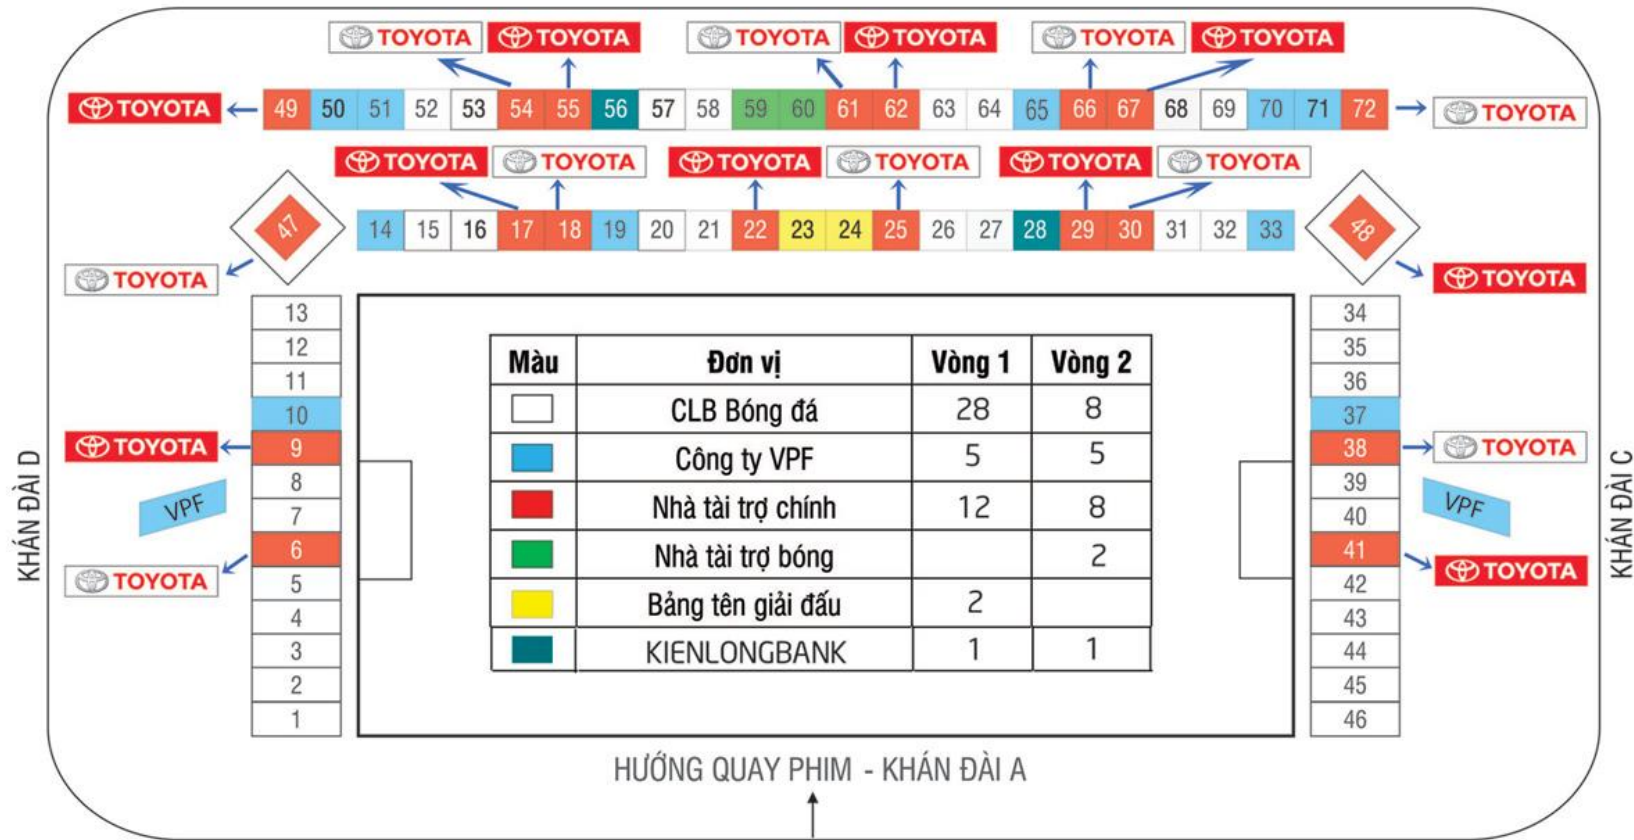 TOYOTA TOYOTA TOYOTA TOYOTA TOYOTA TOYOTA
TOYOTA 49 50 51 52 53 54 55 56 57 58 59 60 61 62 63 64 65 66 67 68 69 70 71 72 TOYOTA
TOYOTA TOYOTA TOYOTA TOYOTA TOYOTA TOYOTA
47 14 15 16 17 18 19 20 21 22 23 24 25 26 27 28 29 30 31 32 33 48
TOYOTA TOYOTA
13 34
12 35
11 36
10 37
TOYOTA 9 38 TOYOTA
8 39
7 40
VPF VPF
6 41
TOYOTA TOYOTA
5 42
4 43
3 44
2 45
1 46
KHÁN ĐÀI D
KHÁN ĐÀI C
Màu Đơn vị Vòng 1 Vòng 2
CLB Bóng đá 28 8
Công ty VPF 5 5
Nhà tài trợ chính 12 8
Nhà tài trợ bóng 2
Bảng tên giải đấu 2
KIENLONGBANK 1 1
HƯỚNG QUAY PHIM - KHÁN ĐÀI A